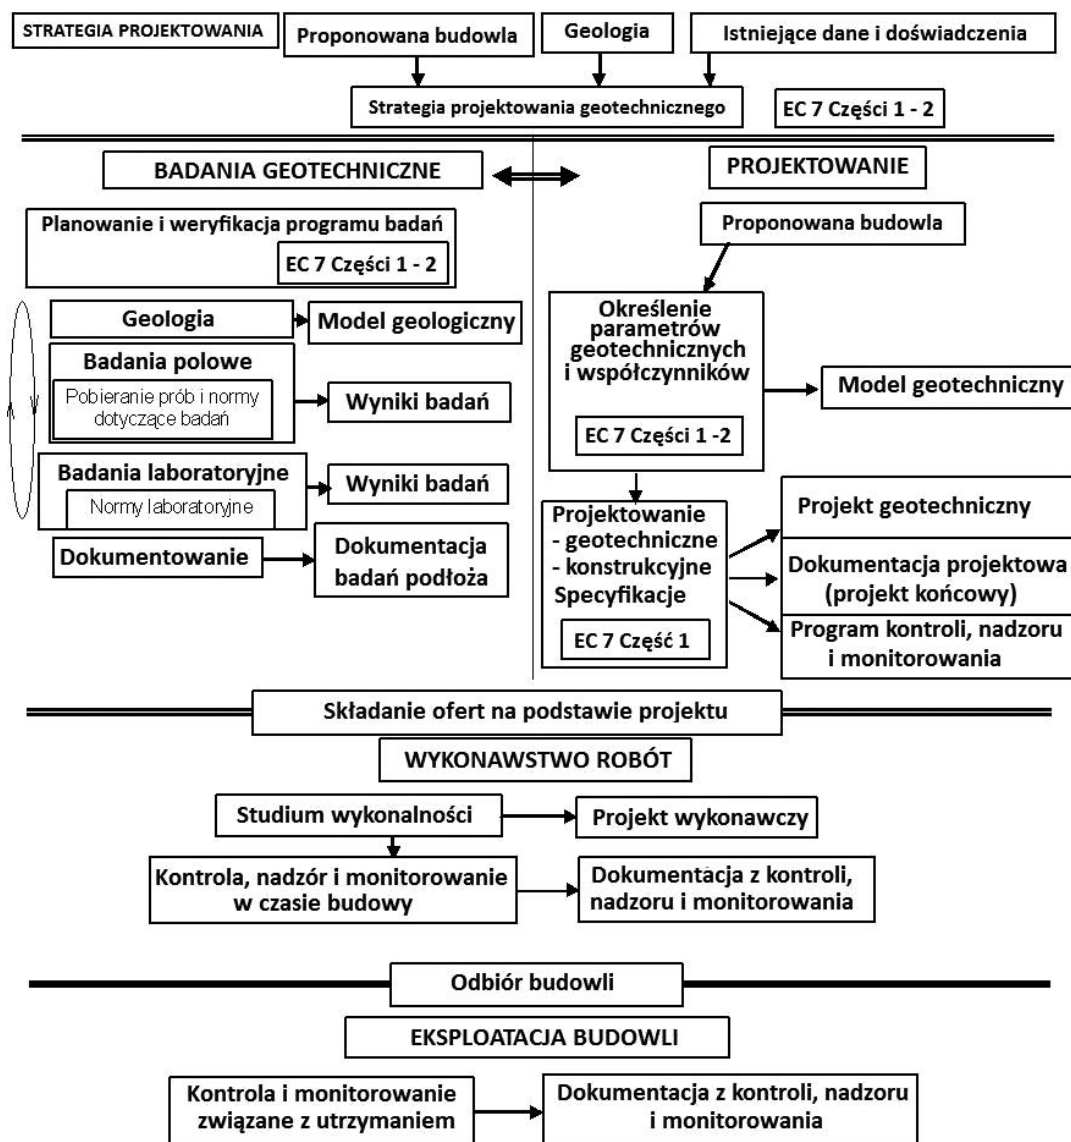 STRATEGIA PROJEKTOWANIA
Proponowana budowla
Geologia
Istniejące dane i doświadczenia
Strategia projektowania geotechnicznego
EC 7 Części 1 - 2
BADANIA GEOTECHNICZNE
Planowanie i weryfikacja programu badań
EC 7 Części 1 - 2
Geologia
Model geologiczny
Badania polowe
Pobieranie prób i normy
dotyczące badań
Wyniki badań
Badania laboratoryjne
Normy laboratoryjne
Wyniki badań
Dokumentowanie
Dokumentacja
badań podłoża
PROJEKTOWANIE
Proponowana budowla
Określenie
parametrów
geotechnicznych
i współczynników
EC 7 Części 1 -2
Model geotechniczny
Projektowanie
- geotechniczne
- konstrukcyjne
Specyfikacje
EC 7 Część 1
Projekt geotechniczny
Dokumentacja projektowa
(projekt końcowy)
Program kontroli, nadzoru
i monitorowania
Składanie ofert na podstawie projektu
WYKONAWSTWO ROBÓT
Studium wykonalności
Projekt wykonawczy
Kontrola, nadzór i monitorowanie
w czasie budowy
Dokumentacja z kontroli,
nadzoru i monitorowania
Odbiór budowli
EKSPLOATACJA BUDOWLI
Kontrola i monitorowanie
związane z utrzymaniem
Dokumentacja z kontroli, nadzoru
i monitorowania